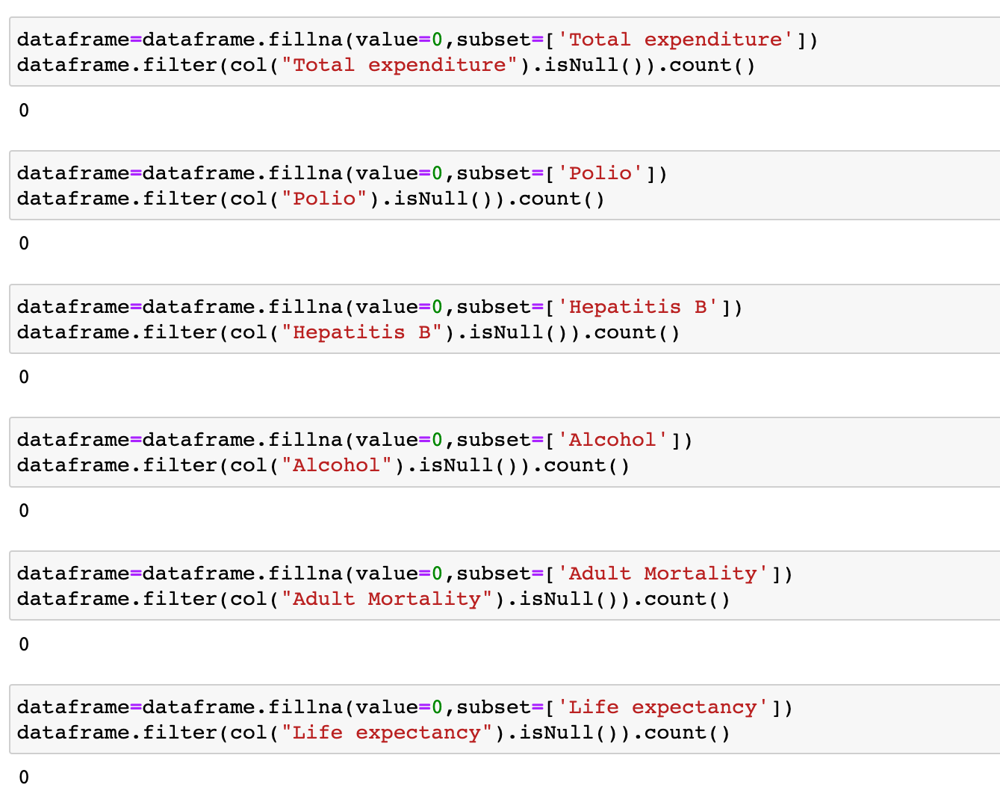 dataframe=dataframe.fillna(value=0,subset=['Total expenditure'])
dataframe.filter(col("Total expenditure").isNull()).count()
0
dataframe=dataframe.fillna(value=0,subset=['Polio'])
dataframe.filter(col("Polio").isNull()).count()
0
dataframe=dataframe.fillna(value=0,subset=['Hepatitis B'])
dataframe.filter(col("Hepatitis B").isNull()).count()
0
dataframe=dataframe.fillna(value=0,subset=['Alcohol'])
dataframe.filter(col("Alcohol").isNull()).count()
0
dataframe=dataframe.fillna(value=0,subset=['Adult Mortality'])
dataframe.filter(col("Adult Mortality").isNull()).count()
0
dataframe=dataframe.fillna(value=0,subset=['Life expectancy'])
dataframe.filter(col("Life expectancy").isNull()).count()
0